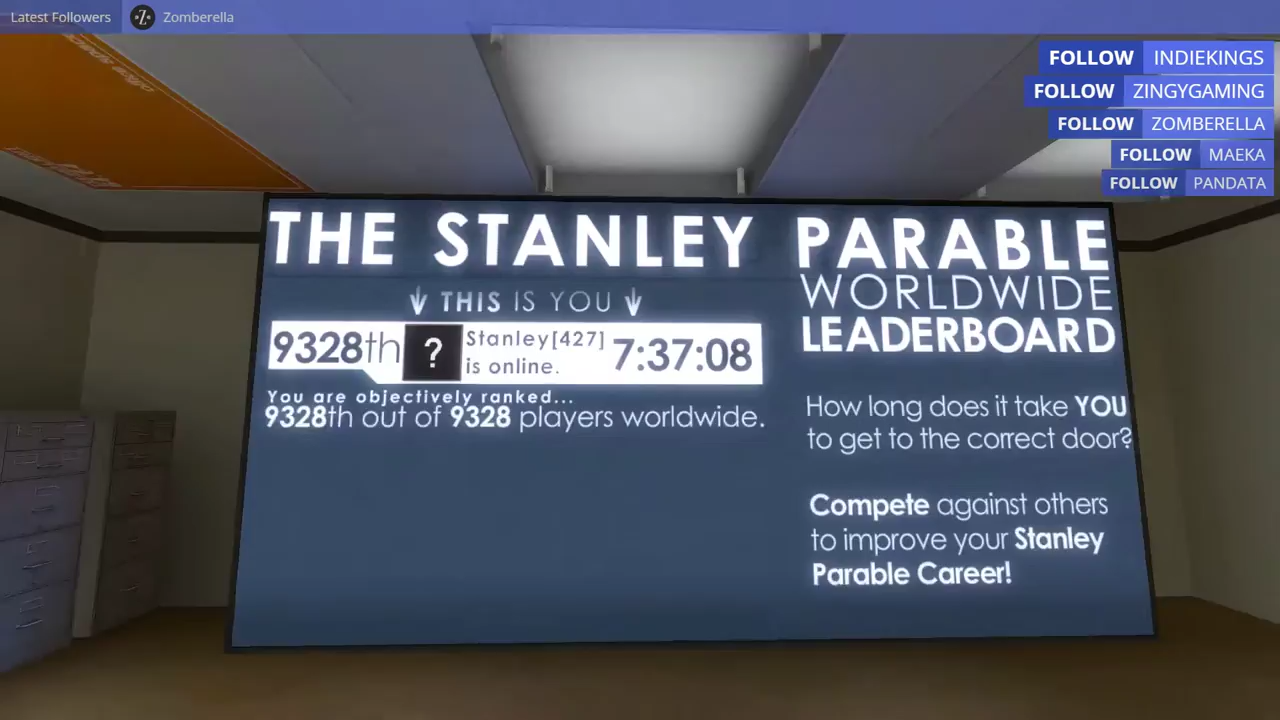 Latest Followers Zomberella
FOLLOW INDIEKINGS
FOLLOW ZINGYGAMING
FOLLOW ZOMBERELLA
FOLLOW MAEKA
FOLLOW PANDATA
office space
THE STANLEY PARABLE
WORLDWIDE
LEADERBOARD
THIS IS YOU
9328th ? Stanley[427] is online. 7:37:08
You are objectively ranked...
9328th out of 9328 players worldwide.
How long does it take YOU
to get to the correct door?
Compete against others
to improve your Stanley
Parable Career!